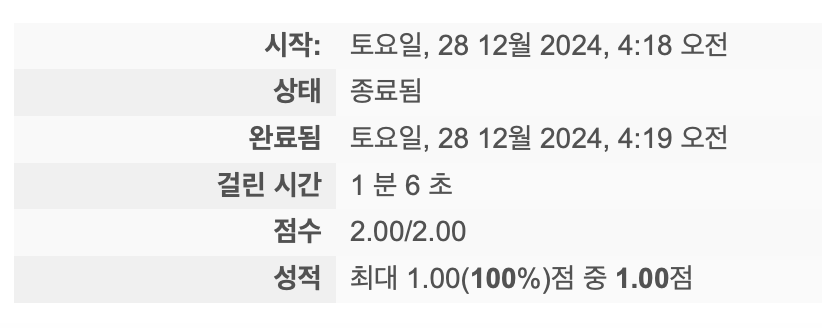 시작: 토요일, 28 12월 2024, 4:18 오전
상태 종료됨
완료됨 토요일, 28 12월 2024, 4:19 오전
걸린 시간 1 분 6 초
점수 2.00/2.00
성적 최대 1.00(100%)점 중 1.00점